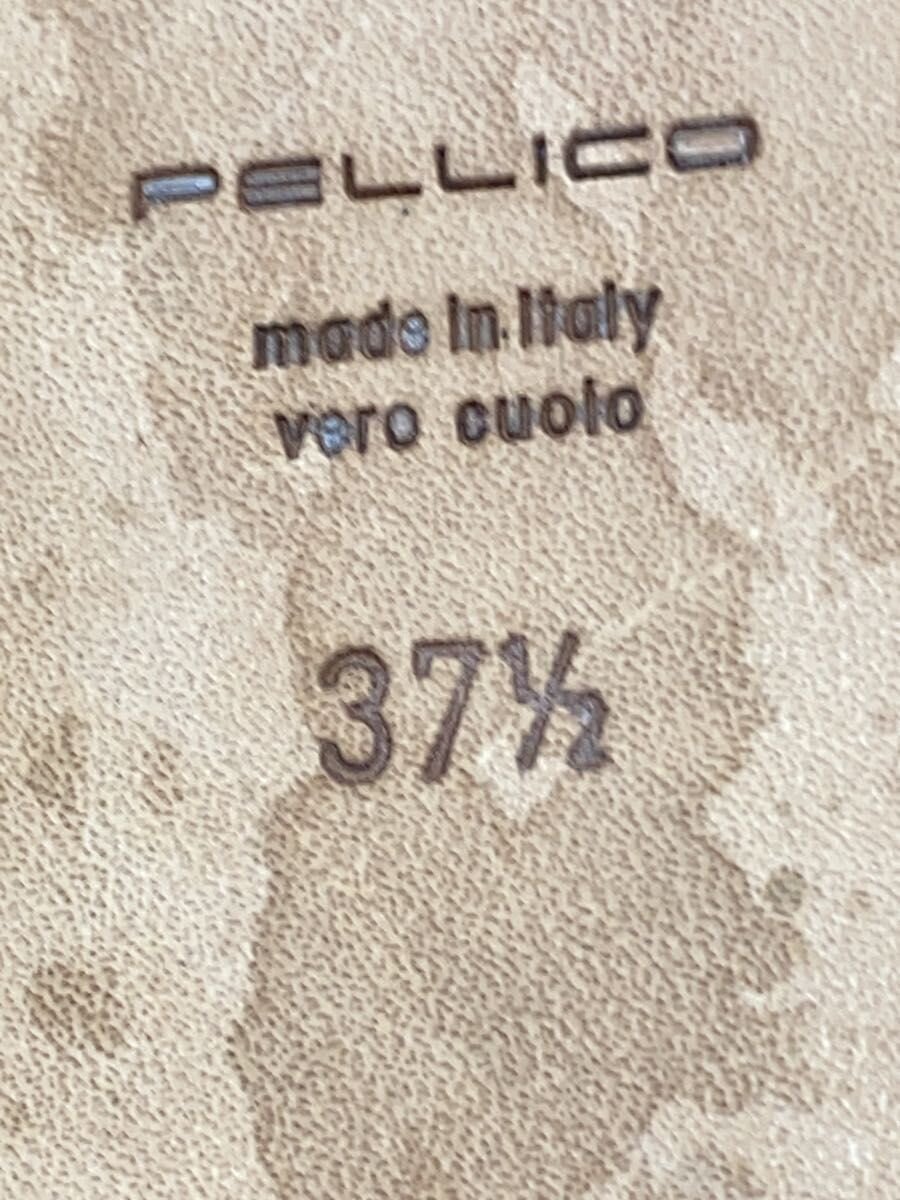 PELLICO
made in Italy
vero cuoio
37½